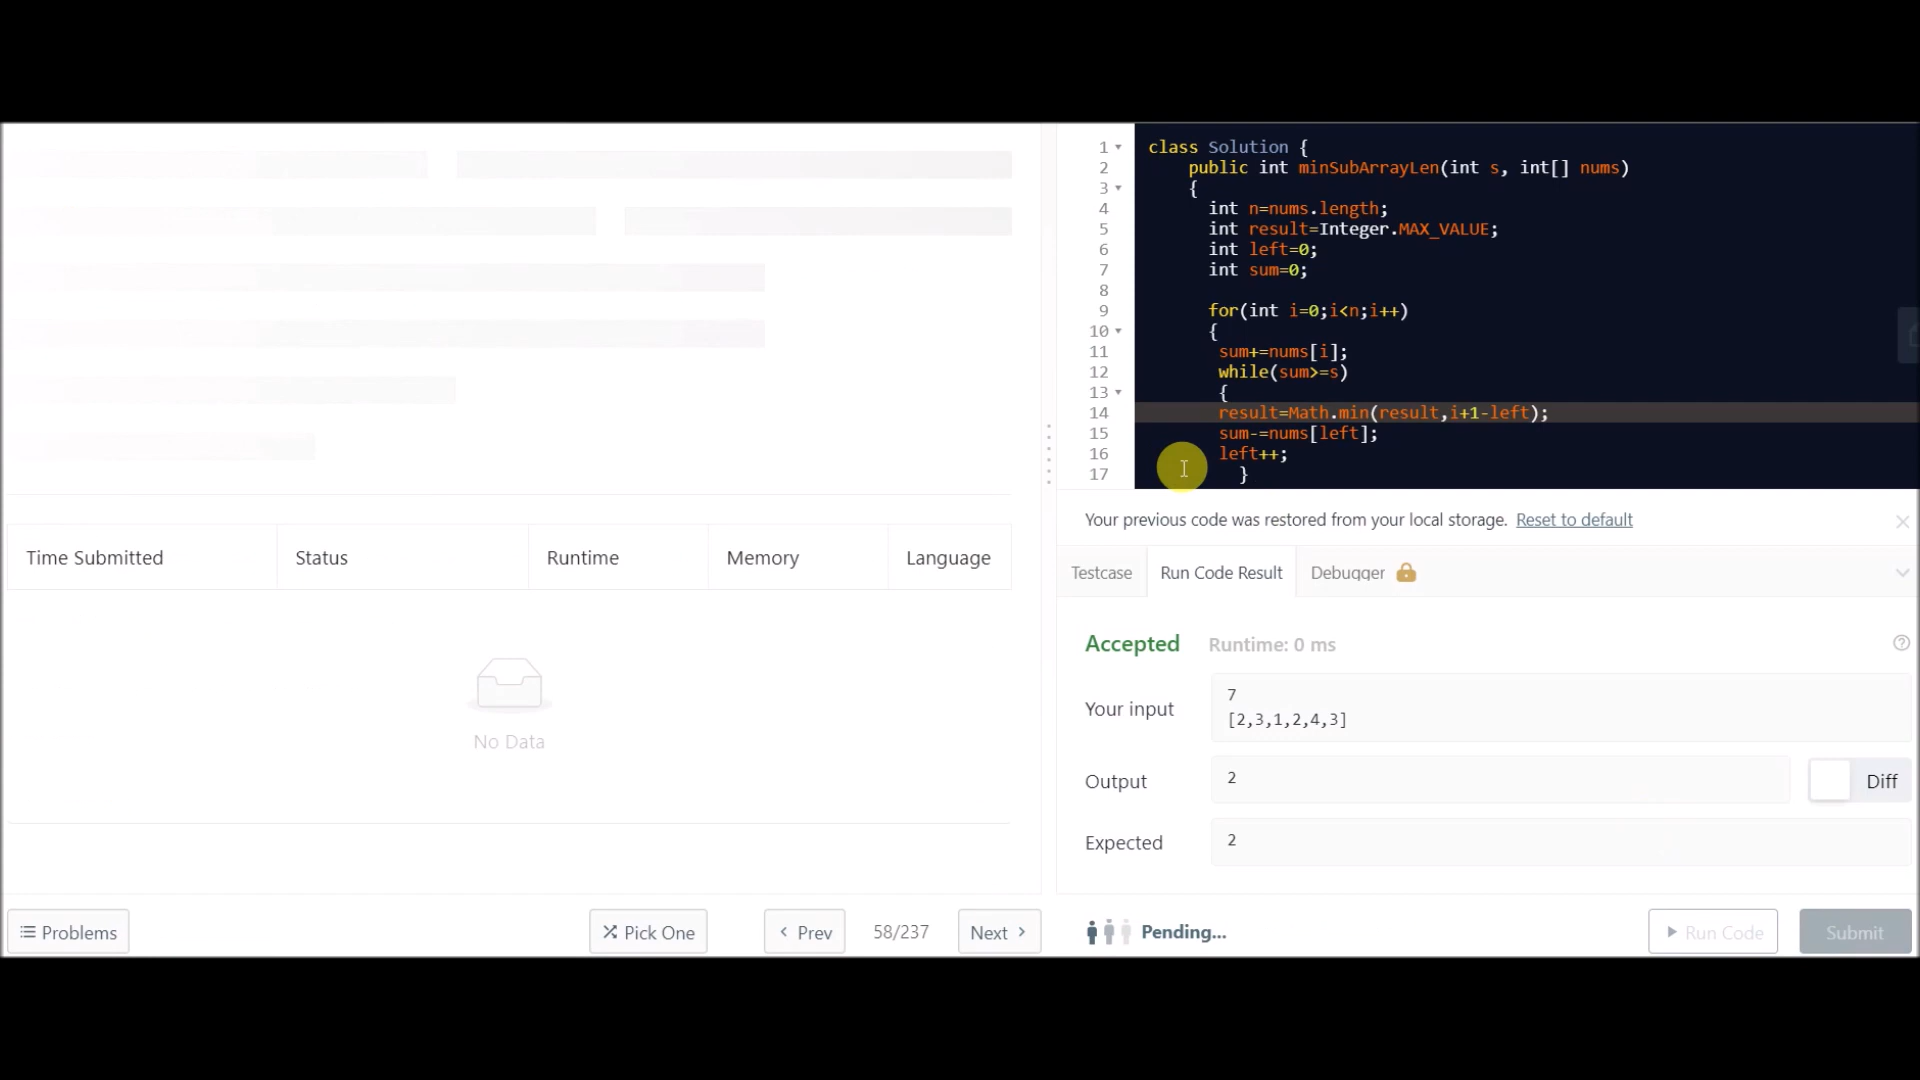 1 class Solution {
2 public int minSubArrayLen(int s, int[] nums)
3 {
4 int n=nums.length;
5 int result=Integer.MAX_VALUE;
6 int left=0;
7 int sum=0;
8
9 for(int i=0;i<n;i++)
10 {
11 sum+=nums[i];
12 while(sum>=s)
13 {
14 result=Math.min(result,i+1-left);
15 sum-=nums[left];
16 left++;
17 }
Your previous code was restored from your local storage. Reset to default
Time Submitted Status Runtime Memory Language
No Data
Testcase Run Code Result Debugger
Accepted Runtime: 0 ms
Your input
7
[2,3,1,2,4,3]
Output 2 Diff
Expected 2
Problems Pick One Prev 58/237 Next Pending... Run Code Submit